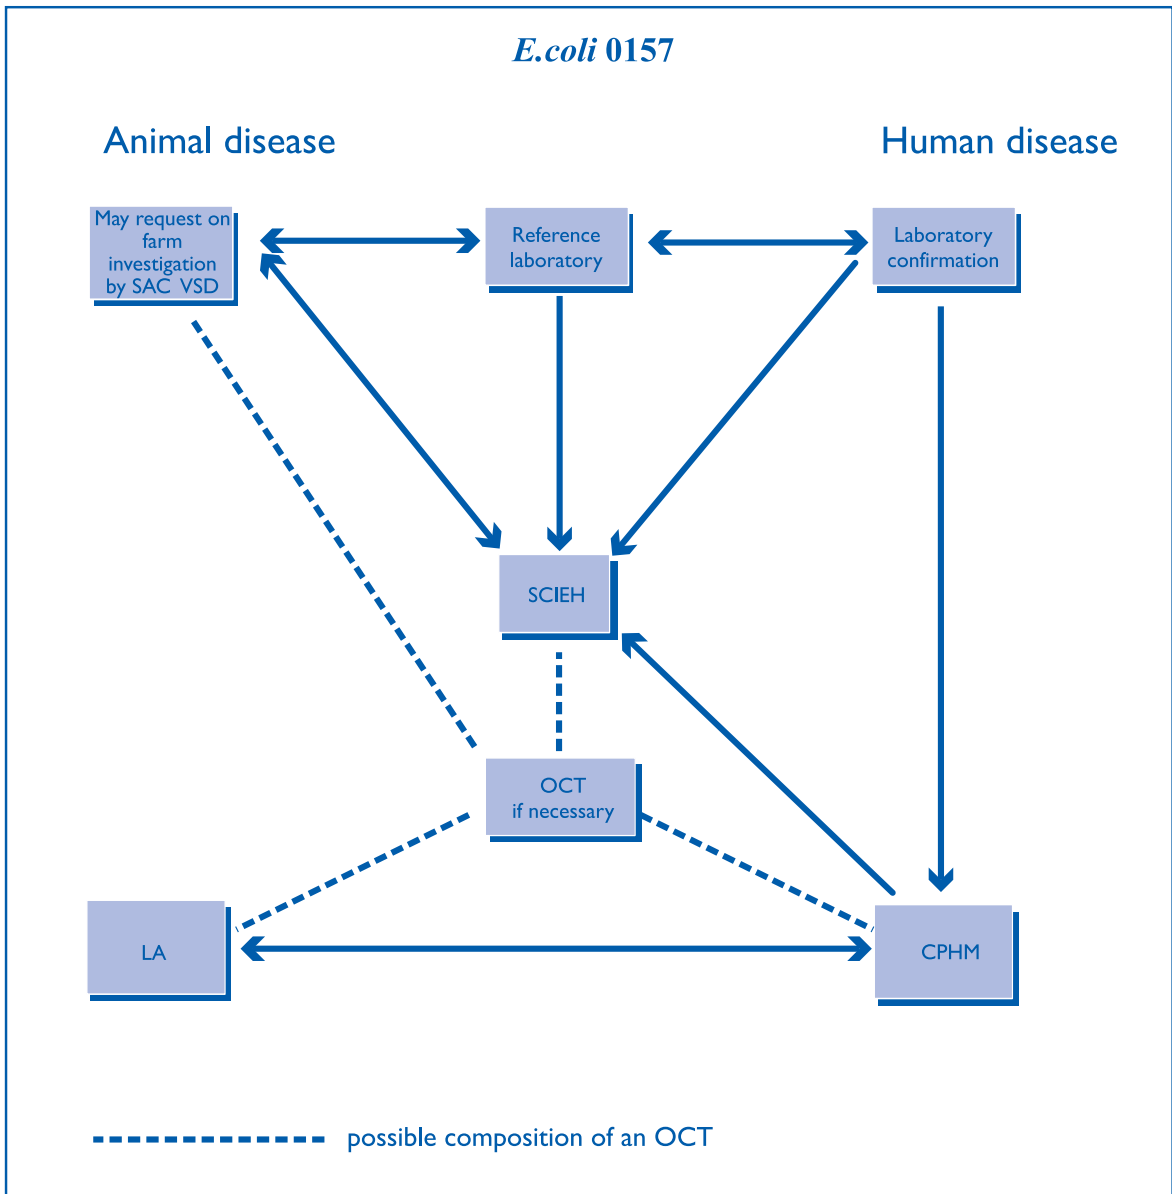 E.coli 0157
Animal disease
Human disease
May request on
farm
investigation
by SAC VSD
Reference
laboratory
Laboratory
confirmation
SCIEH
OCT
if necessary
LA
CPHM
possible composition of an OCT